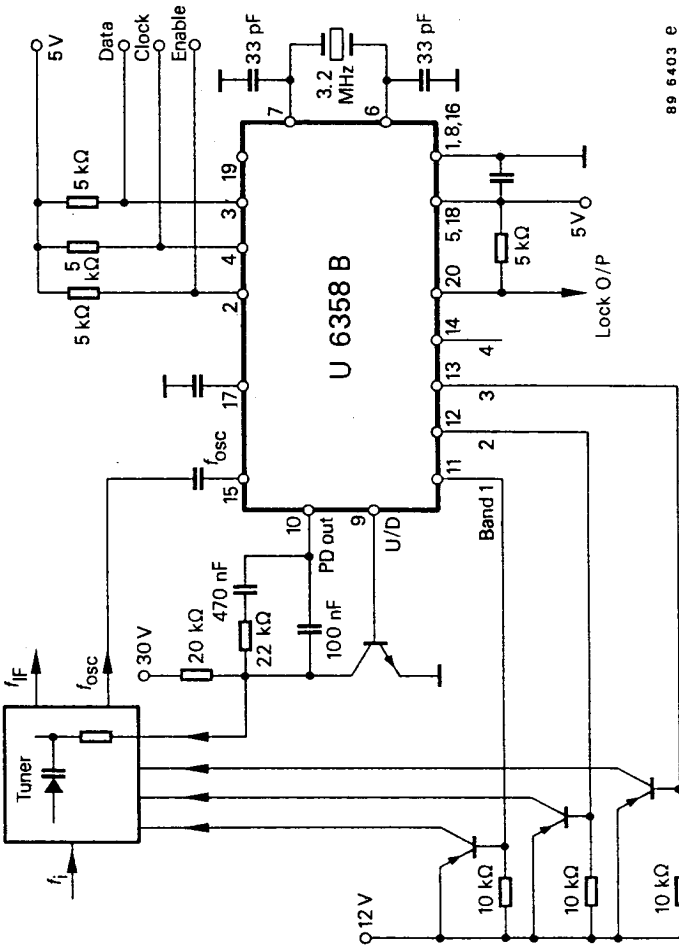 Tuner
f_IF
f_osc
f_i
30 V
20 kΩ
22 kΩ
470 nF
100 nF
f_osc
15
17
2
4
3
19
5 kΩ
5 kΩ
5 kΩ
5 V
Data
Clock
Enable
10
PD out
9
U/D
U 6358 B
7
6
33 pF
3.2 MHz
33 pF
11
12
13
14
20
5,18
1,8,16
Band 1
2
3
4
5 kΩ
5 V
Lock O/P
12 V
10 kΩ
10 kΩ
10 kΩ
89 6403 e